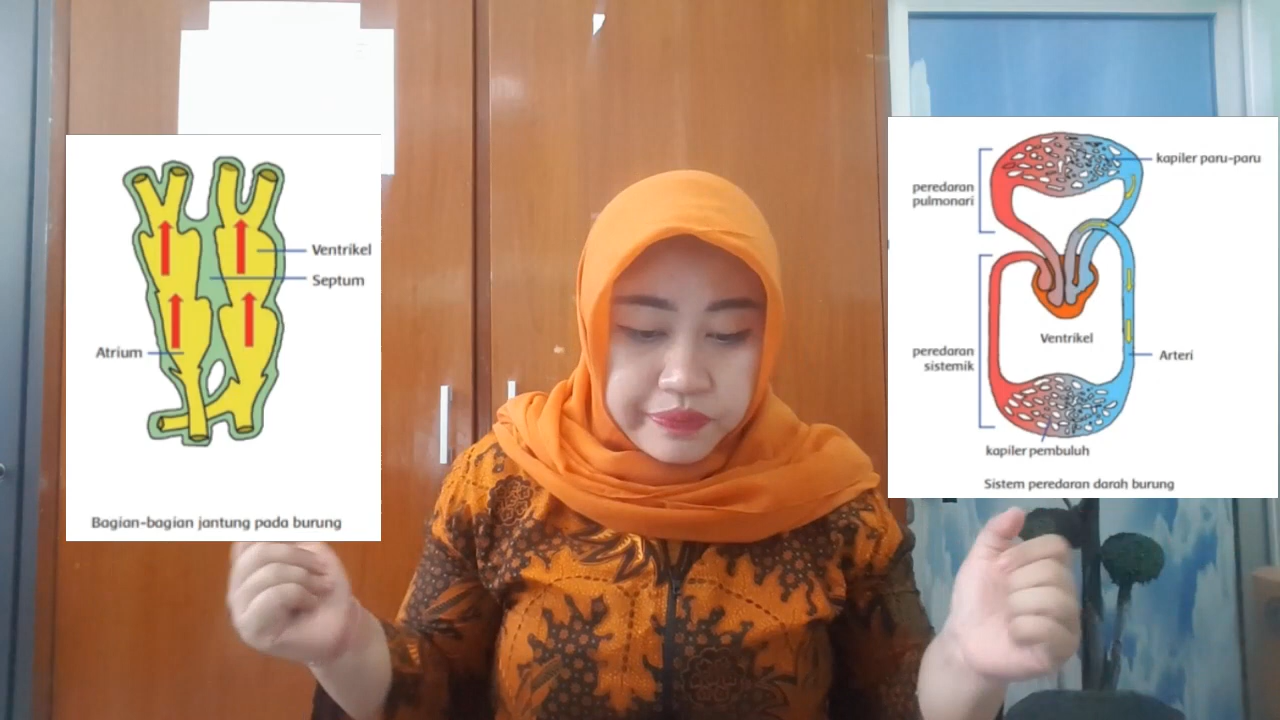 Ventrikel
Septum
Atrium
Bagian-bagian jantung pada burung
kapiler paru-paru
peredaran
pulmonari
Ventrikel
peredaran
sistemik
Arteri
kapiler pembuluh
Sistem peredaran darah burung